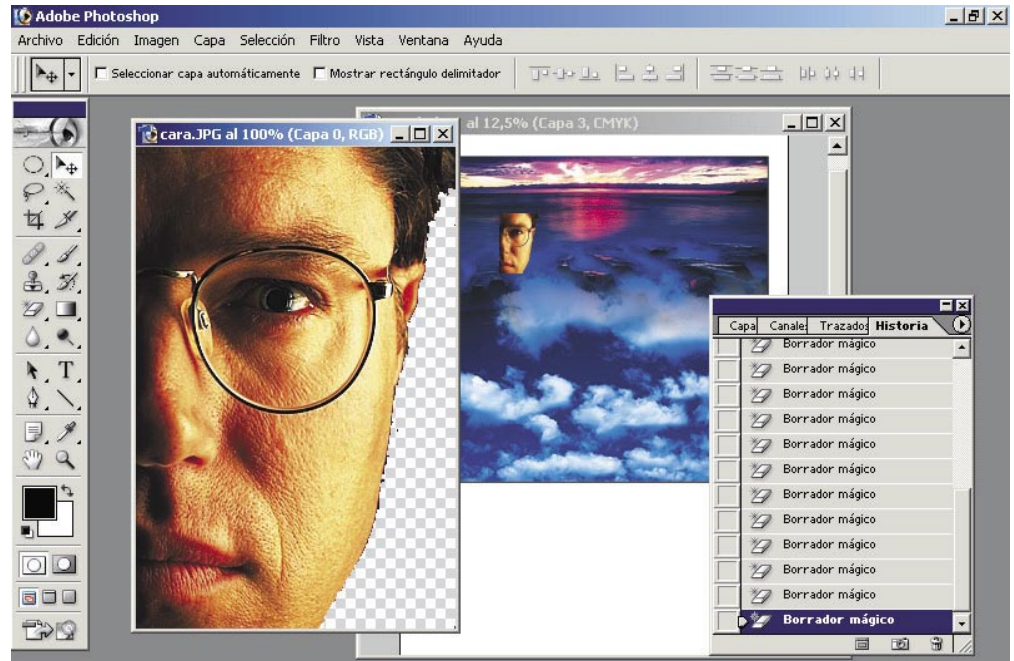 Adobe Photoshop
Archivo Edición Imagen Capa Selección Filtro Vista Ventana Ayuda
Seleccionar capa automáticamente Mostrar rectángulo delimitador
cara.JPG al 100% (Capa 0, RGB)
al 12,5% (Capa 3, CMYK)
Capa Canales Trazados Historia
Borrador mágico
Borrador mágico
Borrador mágico
Borrador mágico
Borrador mágico
Borrador mágico
Borrador mágico
Borrador mágico
Borrador mágico
Borrador mágico
Borrador mágico
Borrador mágico
T